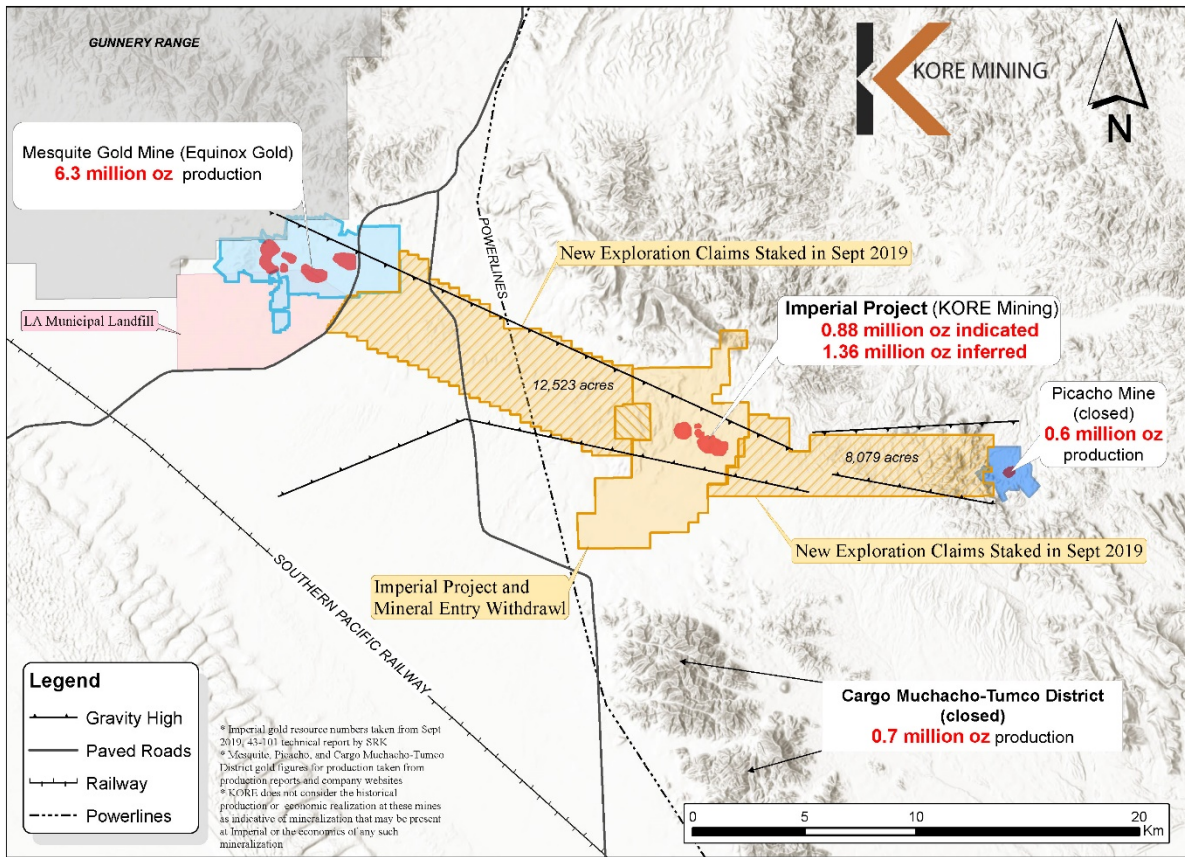 GUNNERY RANGE
KORE MINING
N
Mesquite Gold Mine (Equinox Gold)
6.3 million oz production
POWERLINES
New Exploration Claims Staked in Sept 2019
LA Municipal Landfill
Imperial Project (KORE Mining)
0.88 million oz indicated
1.36 million oz inferred
12,523 acres
Picacho Mine
(closed)
0.6 million oz
production
8,079 acres
New Exploration Claims Staked in Sept 2019
Imperial Project and
Mineral Entry Withdrawl
SOUTHERN PACIFIC RAILWAY
Cargo Muchacho-Tumco District
(closed)
0.7 million oz production
Legend
Gravity High
Paved Roads
Railway
Powerlines
* Imperial gold resource numbers taken from Sept
2019, 43-101 technical report by SRK
* Mesquite, Picacho, and Cargo Muchacho-Tumco
District gold figures for production taken from
production reports and company websites
* KORE does not consider the historical
production or economic realization at these mines
as indicative of mineralization that may be present
at Imperial or the economics of any such
mineralization
0 5 10 20
Km